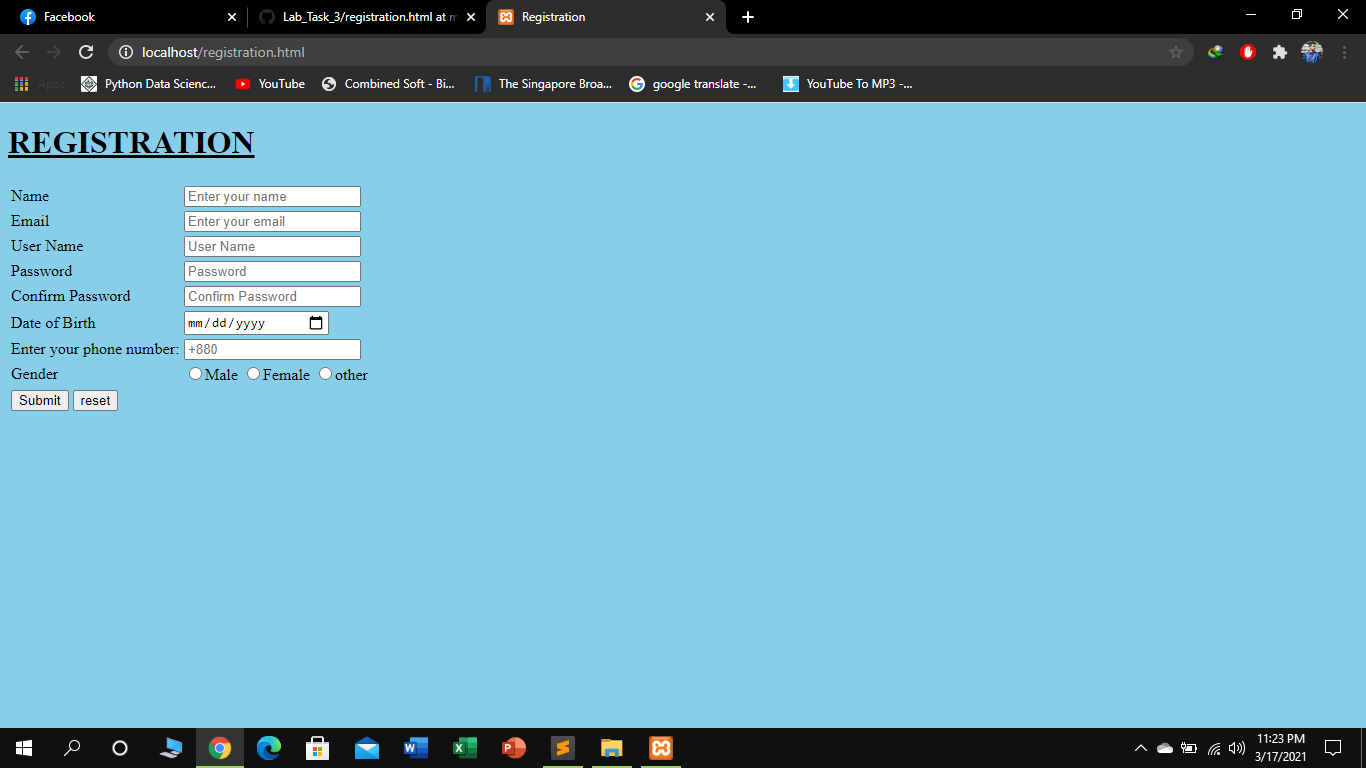 Facebook
Lab_Task_3/registration.html at m
Registration
localhost/registration.html
Apps
Python Data Scienc...
YouTube
Combined Soft - Bi...
The Singapore Broa...
google translate -...
YouTube To MP3 -...
REGISTRATION
Name Enter your name
Email Enter your email
User Name User Name
Password Password
Confirm Password Confirm Password
Date of Birth mm/dd/yyyy
Enter your phone number: +880
Gender Male Female other
Submit reset
11:23 PM
3/17/2021